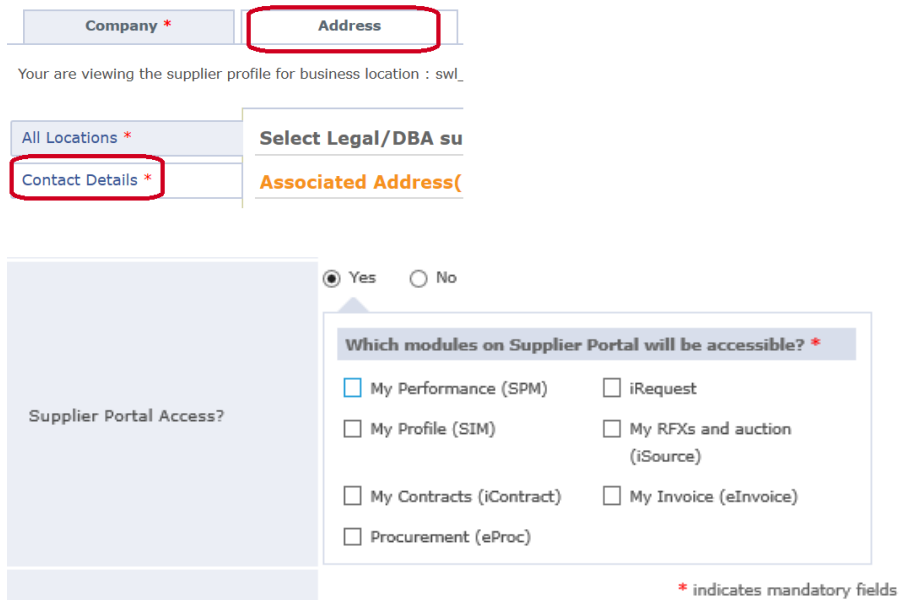 Company *
Address
Your are viewing the supplier profile for business location : swl_
All Locations *
Select Legal/DBA su
Contact Details *
Associated Address(
Yes
No
Which modules on Supplier Portal will be accessible? *
Supplier Portal Access?
My Performance (SPM)
iRequest
My Profile (SIM)
My RFXs and auction
(iSource)
My Contracts (iContract)
My Invoice (eInvoice)
Procurement (eProc)
* indicates mandatory fields